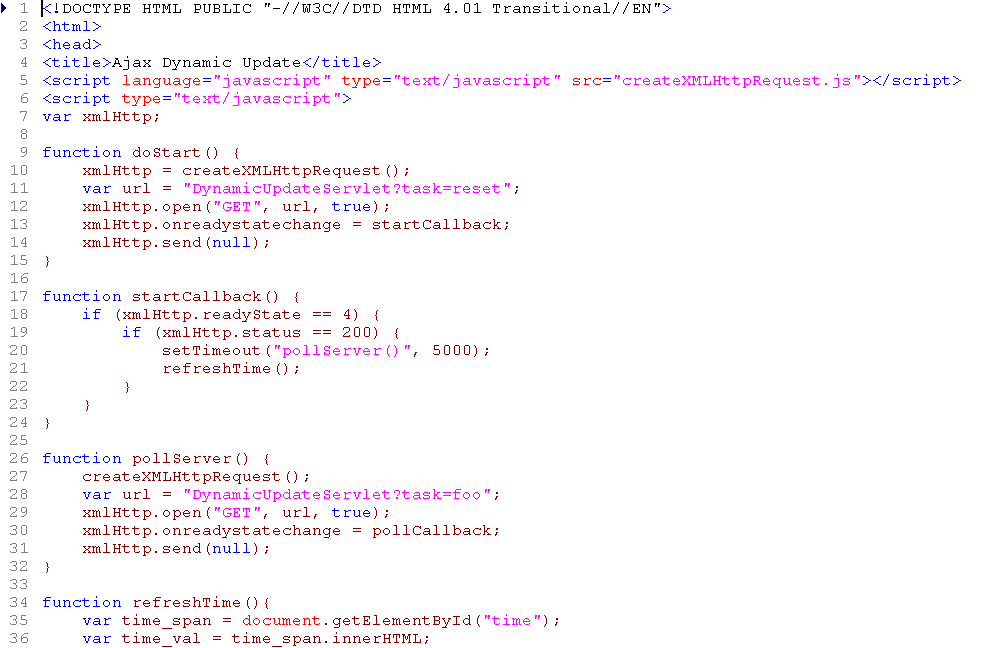 1 <!DOCTYPE HTML PUBLIC "-//W3C//DTD HTML 4.01 Transitional//EN">
2 <html>
3 <head>
4 <title>Ajax Dynamic Update</title>
5 <script language="javascript" type="text/javascript" src="createXMLHttpRequest.js"></script>
6 <script type="text/javascript">
7 var xmlHttp;
8
9 function doStart() {
10     xmlHttp = createXMLHttpRequest();
11     var url = "DynamicUpdateServlet?task=reset";
12     xmlHttp.open("GET", url, true);
13     xmlHttp.onreadystatechange = startCallback;
14     xmlHttp.send(null);
15 }
16
17 function startCallback() {
18     if (xmlHttp.readyState == 4) {
19         if (xmlHttp.status == 200) {
20             setTimeout("pollServer()", 5000);
21             refreshTime();
22         }
23     }
24 }
25
26 function pollServer() {
27     createXMLHttpRequest();
28     var url = "DynamicUpdateServlet?task=foo";
29     xmlHttp.open("GET", url, true);
30     xmlHttp.onreadystatechange = pollCallback;
31     xmlHttp.send(null);
32 }
33
34 function refreshTime(){
35     var time_span = document.getElementById("time");
36     var time_val = time_span.innerHTML;